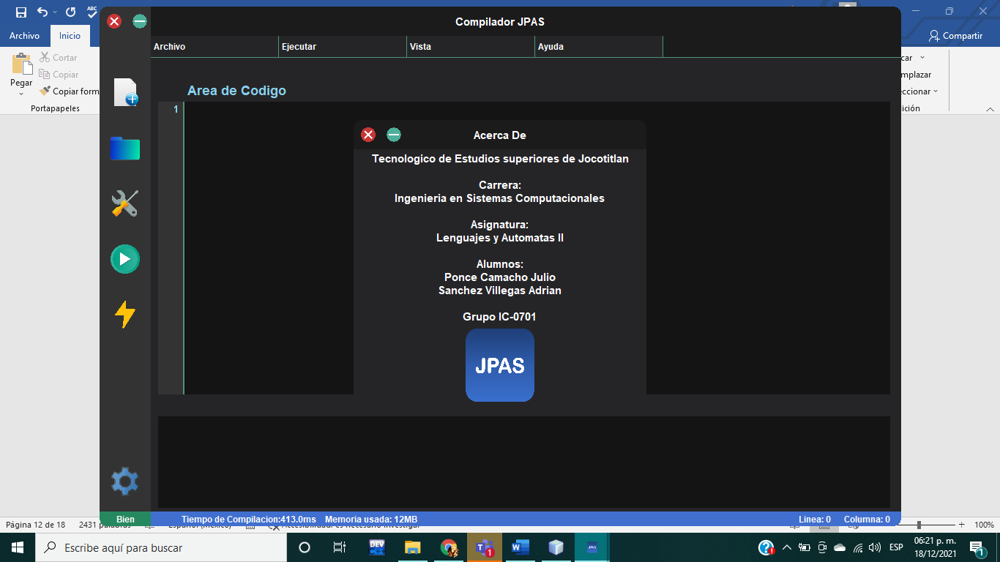 ABC
Archivo
Inicio
Compartir
Cortar
Copiar
Copiar form
Pegar
Portapapeles
car
mplazar
eccionar
ición
Compilador JPAS
Archivo
Ejecutar
Vista
Ayuda
Area de Codigo
1
Acerca De
Tecnologico de Estudios superiores de Jocotitlan
Carrera:
Ingenieria en Sistemas Computacionales
Asignatura:
Lenguajes y Automatas II
Alumnos:
Ponce Camacho Julio
Sanchez Villegas Adrian
Grupo IC-0701
JPAS
Bien
Tiempo de Compilacion:413.0ms
Memoria usada: 12MB
Linea: 0
Columna: 0
Página 12 de 18
2431 palabras
100%
Escribe aquí para buscar
DEV
1
ESP
06:21 p. m.
18/12/2021
1